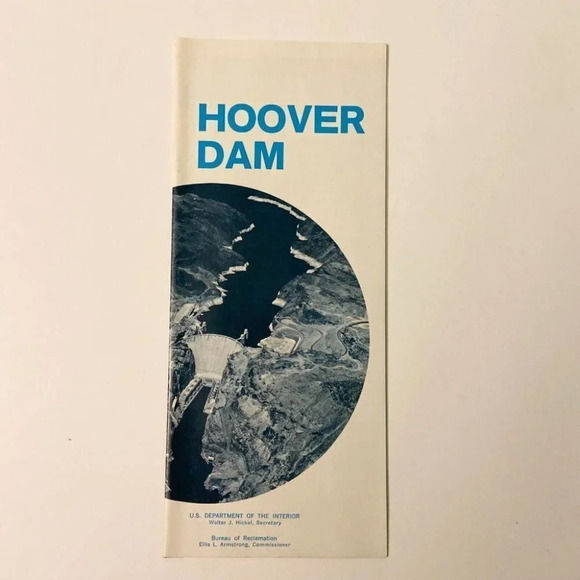 HOOVER
DAM
U.S. DEPARTMENT OF THE INTERIOR
Walter J. Hickel, Secretary
Bureau of Reclamation
Ellis L. Armstrong, Commissioner